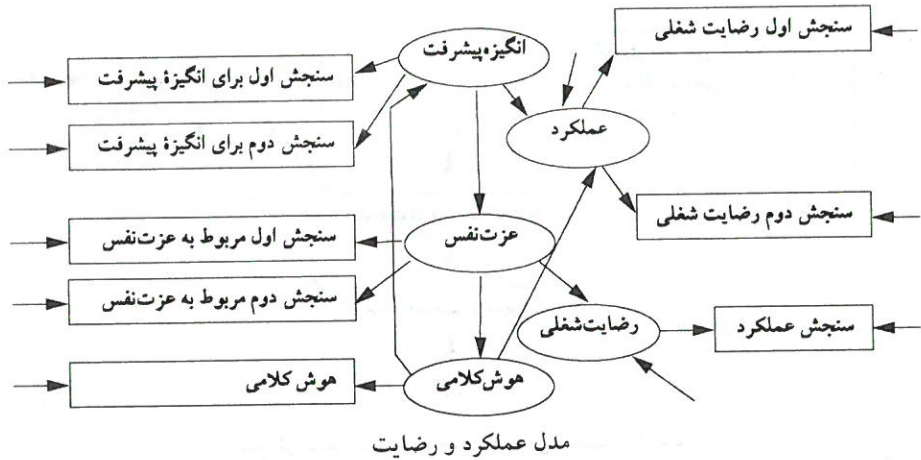 سنجش اول رضایت شغلی
انگیزه‌پیشرفت
سنجش اول برای انگیزهٔ پیشرفت
عملکرد
سنجش دوم برای انگیزهٔ پیشرفت
سنجش دوم رضایت شغلی
عزت‌نفس
سنجش اول مربوط به عزت‌نفس
سنجش دوم مربوط به عزت‌نفس
رضایت‌شغلی
سنجش عملکرد
هوش‌کلامی
هوش کلامی
مدل عملکرد و رضایت